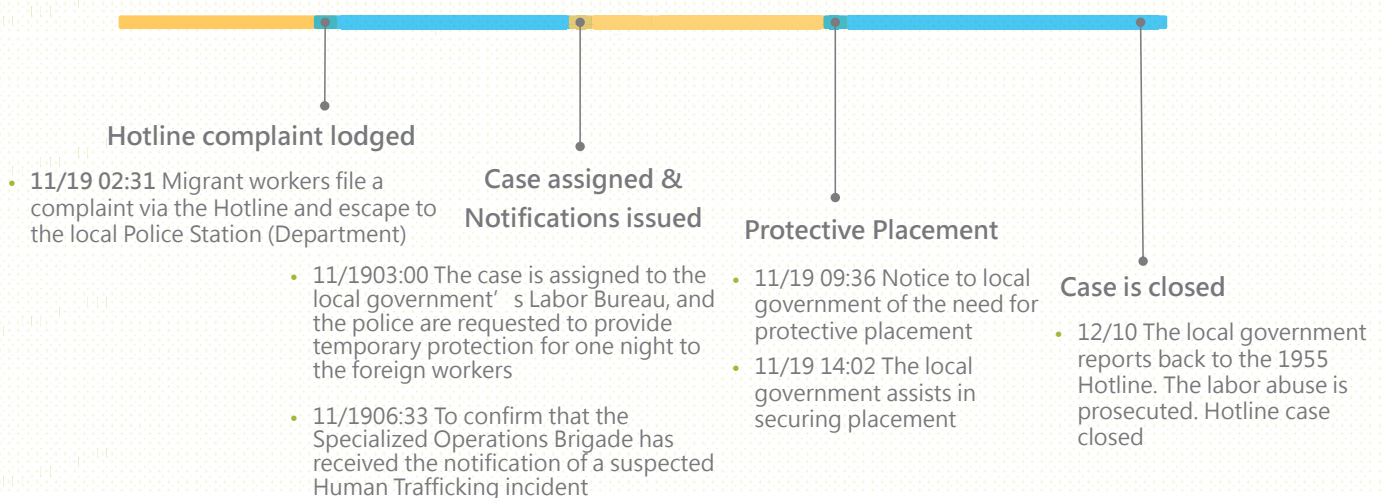 Hotline complaint lodged
• 11/19 02:31 Migrant workers file a
complaint via the Hotline and escape to
the local Police Station (Department)
Case assigned &
Notifications issued
• 11/1903:00 The case is assigned to the
local government’ s Labor Bureau, and
the police are requested to provide
temporary protection for one night to
the foreign workers
• 11/1906:33 To confirm that the
Specialized Operations Brigade has
received the notification of a suspected
Human Trafficking incident
Protective Placement
• 11/19 09:36 Notice to local
government of the need for
protective placement
• 11/19 14:02 The local
government assists in
securing placement
Case is closed
• 12/10 The local government
reports back to the 1955
Hotline. The labor abuse is
prosecuted. Hotline case
closed